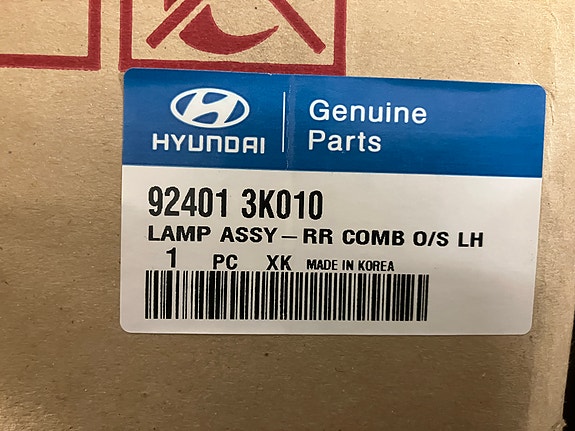 HYUNDAI
Genuine
Parts
92401 3K010
LAMP ASSY-RR COMB O/S LH
1 PC XK MADE IN KOREA